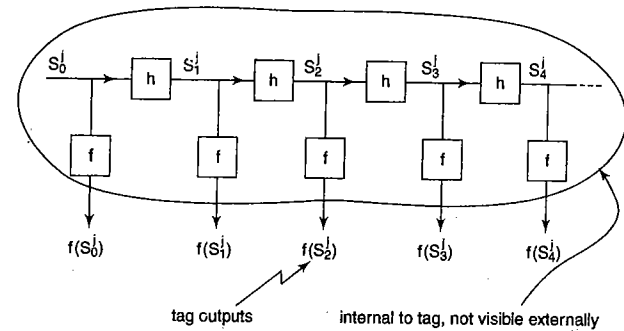 S₀ʲ h S₁ʲ h S₂ʲ h S₃ʲ h S₄ʲ
f f f f f
f(S₀ʲ) f(S₁ʲ) f(S₂ʲ) f(S₃ʲ) f(S₄ʲ)
tag outputs internal to tag, not visible externally